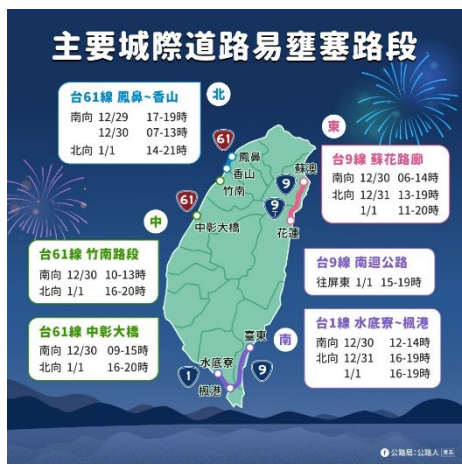 主要城際道路易壅塞路段
北
台61線 鳳鼻~香山
南向 12/29 17-19時
12/30 07-13時
北向 1/1 14-21時
東
台9線 蘇花路廊
南向 12/30 06-14時
北向 12/31 13-19時
1/1 11-20時
61
鳳鼻
香山
竹南
61
中彰大橋
9
蘇澳
9
丁
花蓮
中
台61線 竹南路段
南向 12/30 10-13時
北向 1/1 16-20時
台61線 中彰大橋
南向 12/30 09-15時
北向 1/1 16-20時
台9線 南迴公路
往屏東 1/1 15-19時
南
台1線 水底寮~楓港
南向 12/30 12-14時
北向 12/31 16-19時
1/1 16-19時
臺東
水底寮
楓港
1
9
公路局:公路人